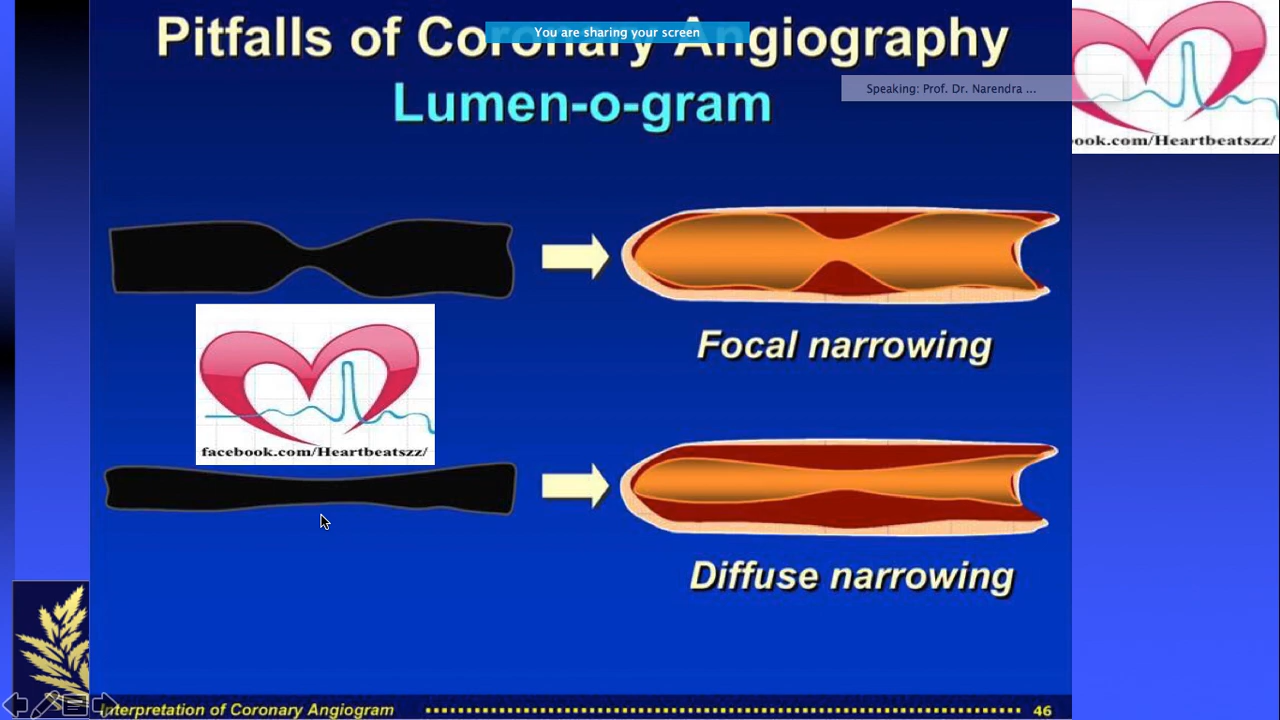 Pitfalls of Coronary Angiography
You are sharing your screen
Speaking: Prof. Dr. Narendra ...
Lumen-o-gram
ook.com/Heartbeatszz/
Focal narrowing
facebook.com/Heartbeatszz/
Diffuse narrowing
Interpretation of Coronary Angiogram
46